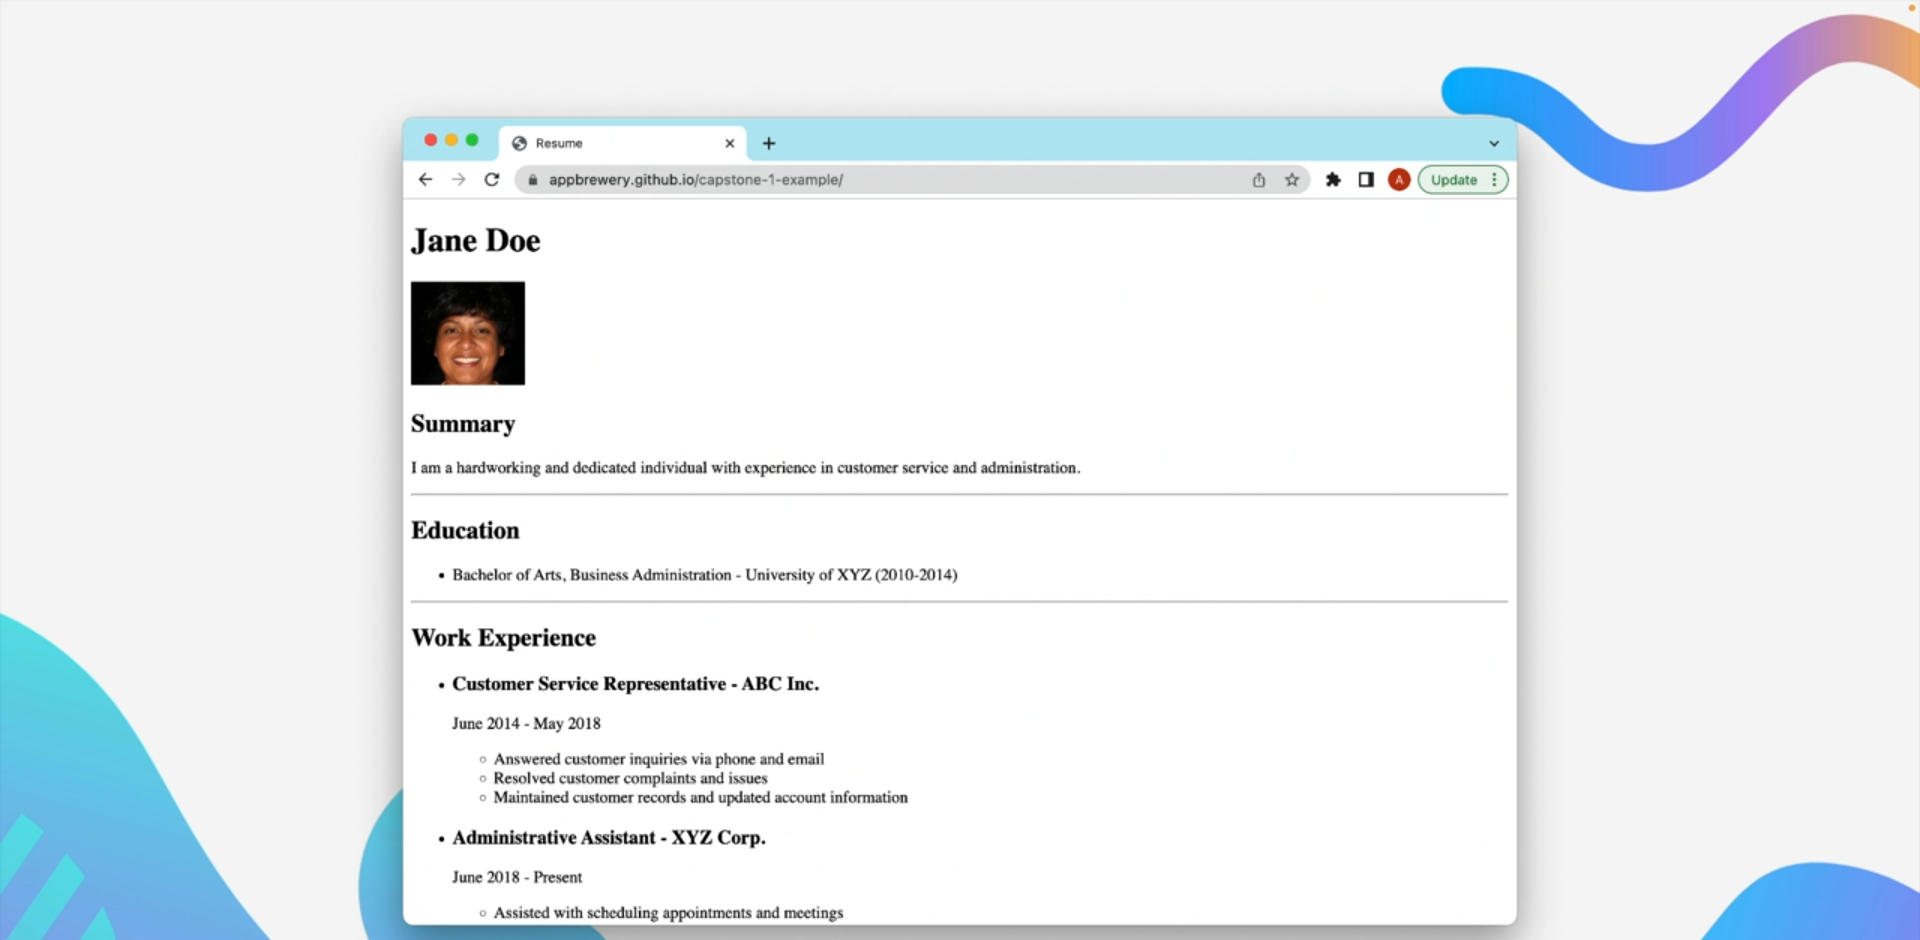 Resume
appbrewery.github.io/capstone-1-example/
A
Update
Jane Doe
Summary
I am a hardworking and dedicated individual with experience in customer service and administration.
Education
• Bachelor of Arts, Business Administration - University of XYZ (2010-2014)
Work Experience
• Customer Service Representative - ABC Inc.
June 2014 - May 2018
○ Answered customer inquiries via phone and email
○ Resolved customer complaints and issues
○ Maintained customer records and updated account information
• Administrative Assistant - XYZ Corp.
June 2018 - Present
○ Assisted with scheduling appointments and meetings